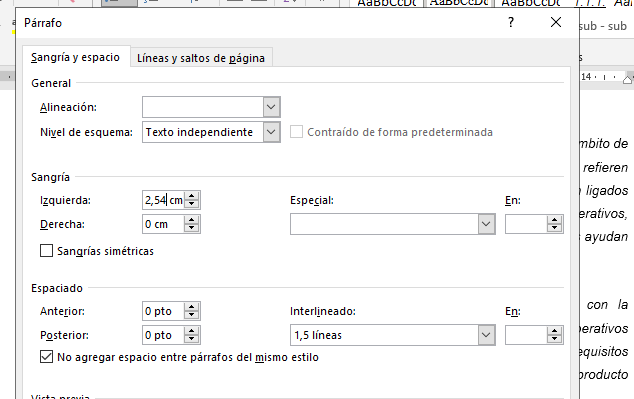 AaBbCcDc AaBbCcDc AaBbCcDc 1.1.1. AaI
Párrafo ? ×
sub - sub
Sangría y espacio Líneas y saltos de página
14
General
Alineación:
Nivel de esquema: Texto independiente Contraído de forma predeterminada
Sangría
Izquierda: 2,54 cm Especial: En:
Derecha: 0 cm
Sangrías simétricas
Espaciado
Anterior: 0 pto Interlineado: En:
Posterior: 0 pto 1,5 líneas
No agregar espacio entre párrafos del mismo estilo
Vista previa
mbito de
refieren
ligados
erativos,
ayudan
con la
perativos
equisitos
producto